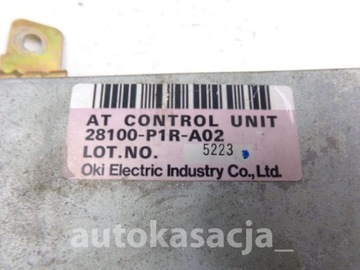 AT CONTROL UNIT
28100-P1R-A02
LOT.NO. 5223
Oki Electric Industry Co., Ltd.
autokasacja_